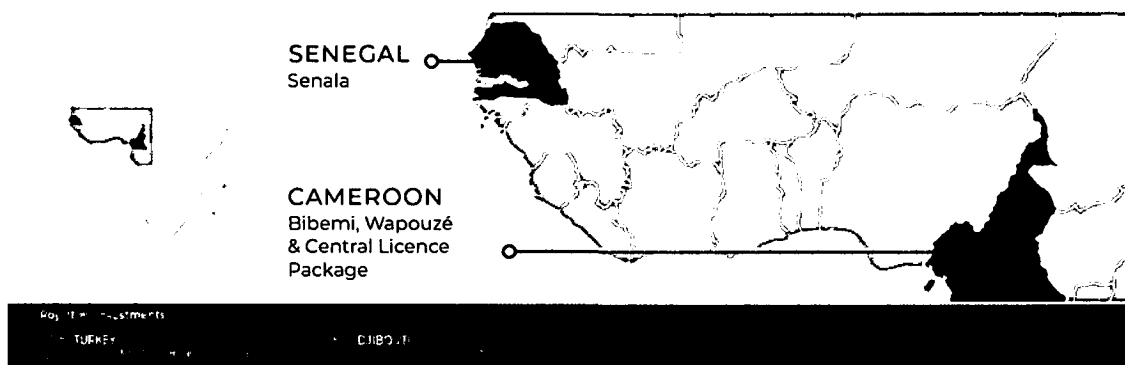 SENEGAL
Senala
CAMEROON
Bibemi, Wapouzé
& Central Licence
Package
TURKEY